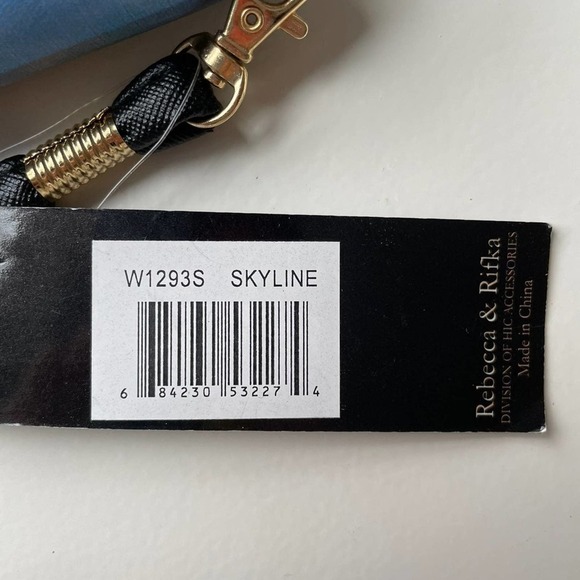 W1293S SKYLINE
6 84230 53227 4
Rebecca & Rifka
DIVISION OF HIC ACCESSORIES
Made in China